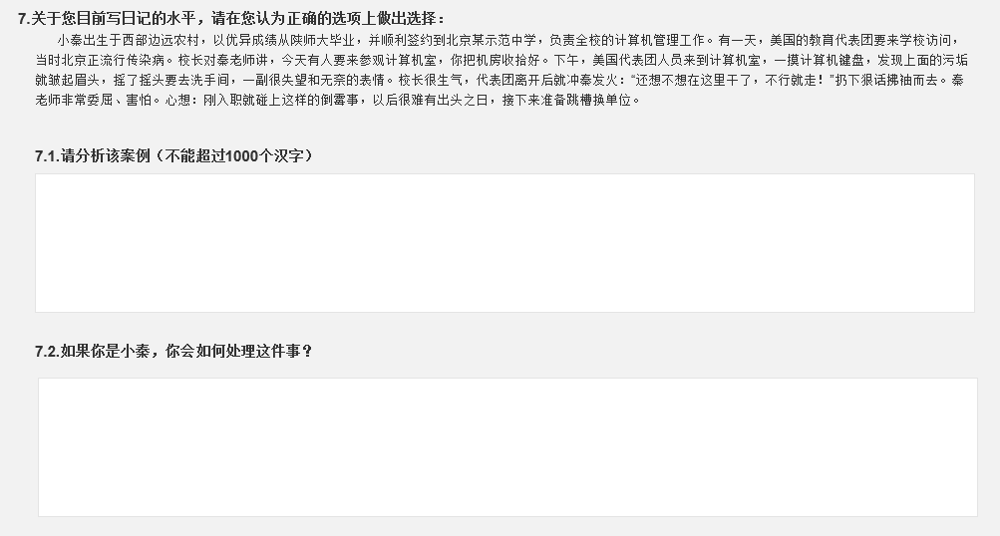 7.关于您目前写日记的水平，请在您认为正确的选项上做出选择：
小秦出生于西部边远农村，以优异成绩从陕师大毕业，并顺利签约到北京某示范中学，负责全校的计算机管理工作。有一天，美国的教育代表团要来学校访问，
当时北京正流行传染病。校长对秦老师讲，今天有人要来参观计算机室，你把机房收拾好。下午，美国代表团人员来到计算机室，一摸计算机键盘，发现上面的污垢
就皱起眉头，摇了摇头要去洗手间，一副很失望和无奈的表情。校长很生气，代表团离开后就冲秦发火：“还想不想在这里干了，不行就走！”扔下狠话拂袖而去。秦
老师非常委屈、害怕。心想：刚入职就碰上这样的倒霉事，以后很难有出头之日，接下来准备跳槽换单位。
7.1.请分析该案例（不能超过1000个汉字）
7.2.如果你是小秦，你会如何处理这件事？